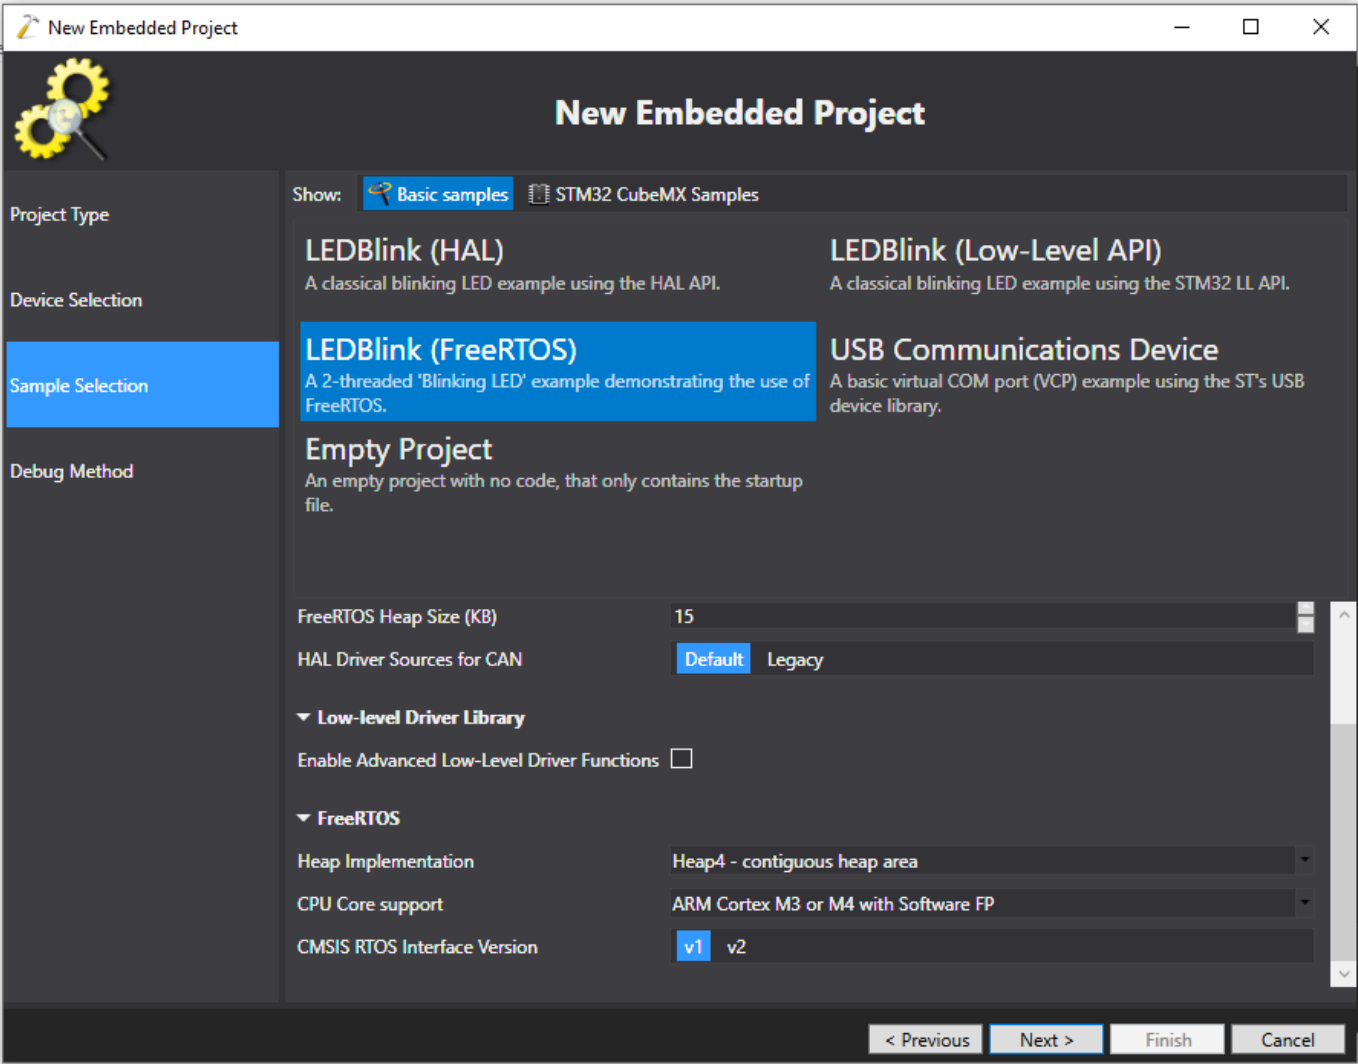 New Embedded Project
New Embedded Project
Project Type
Device Selection
Sample Selection
Debug Method
Show: Basic samples STM32 CubeMX Samples
LEDBlink (HAL)
A classical blinking LED example using the HAL API.
LEDBlink (Low-Level API)
A classical blinking LED example using the STM32 LL API.
LEDBlink (FreeRTOS)
A 2-threaded 'Blinking LED' example demonstrating the use of
FreeRTOS.
USB Communications Device
A basic virtual COM port (VCP) example using the ST's USB
device library.
Empty Project
An empty project with no code, that only contains the startup
file.
FreeRTOS Heap Size (KB) 15
HAL Driver Sources for CAN Default Legacy
Low-level Driver Library
Enable Advanced Low-Level Driver Functions
FreeRTOS
Heap Implementation Heap4 - contiguous heap area
CPU Core support ARM Cortex M3 or M4 with Software FP
CMSIS RTOS Interface Version v1 v2
< Previous Next > Finish Cancel